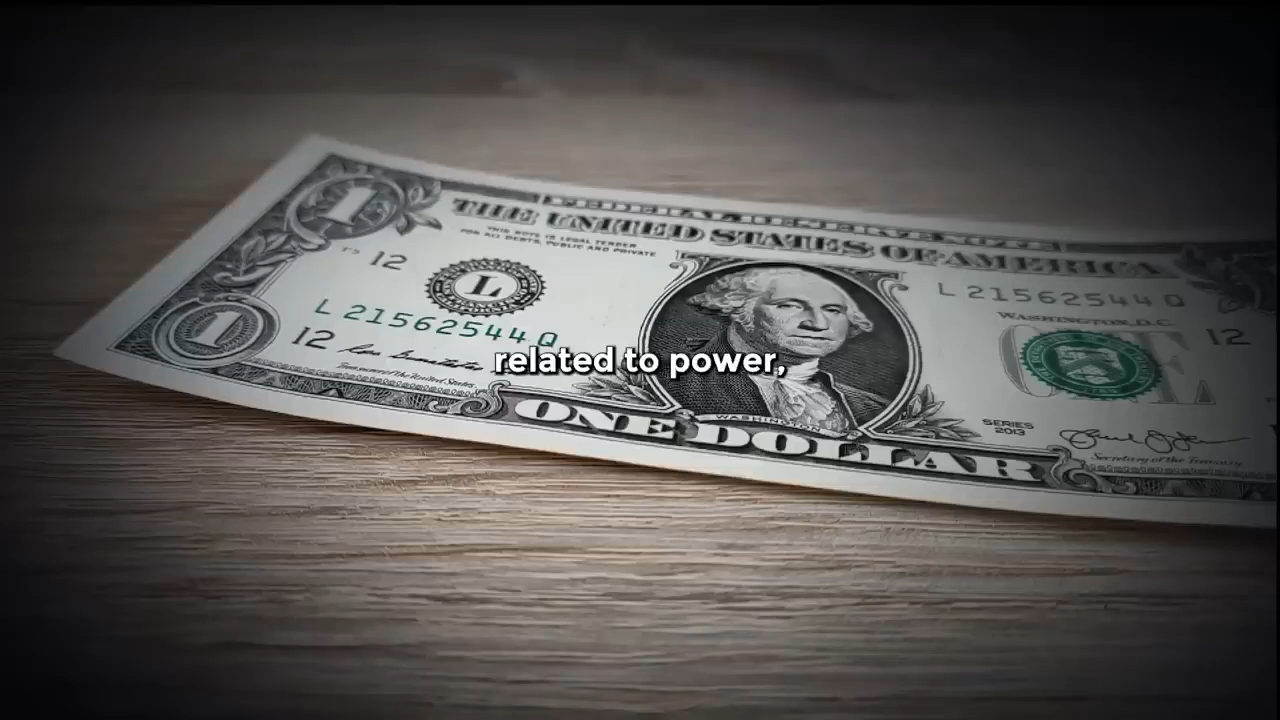 FEDERAL RESERVE NOTE
THE UNITED STATES OF AMERICA
THIS NOTE IS LEGAL TENDER
FOR ALL DEBTS, PUBLIC AND PRIVATE
1
12
L
L 21562544 Q
WASHINGTON, D.C.
12
L 21562544 Q
1
12
Treasurer of the United States.
related to power,
WASHINGTON
SERIES
2013
Secretary of the Treasury
ONE DOLLAR